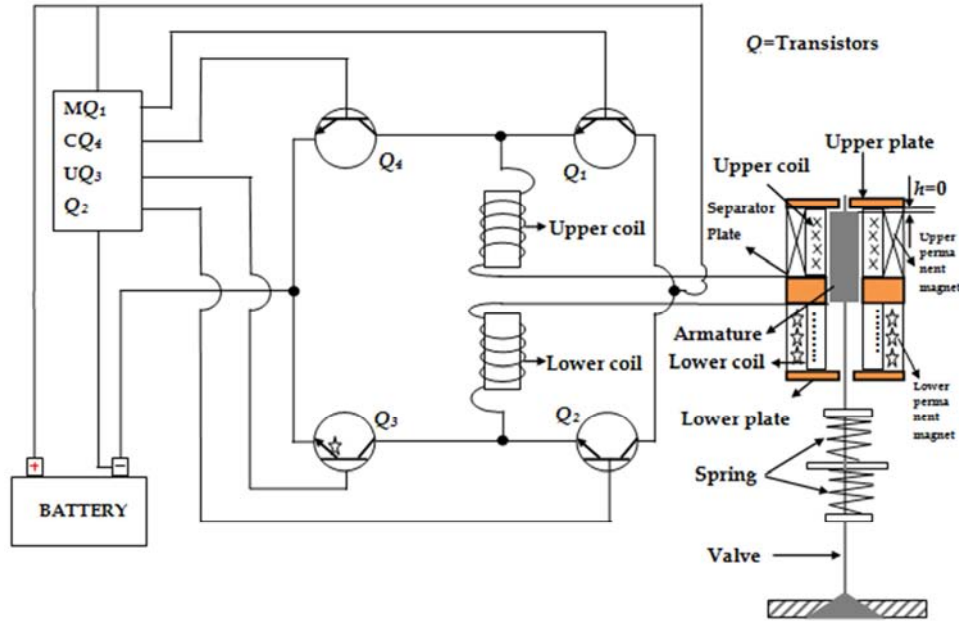 Q=Transistors
MQ1
CQ4
UQ3
Q2
Q4
Q1
Upper coil
Lower coil
Q3
Q2
+
−
BATTERY
Upper plate
Upper coil
h=0
Separator
Plate
Upper
perma
nent
magnet
Armature
Lower coil
Lower plate
Lower
perma
nent
magnet
Spring
Valve